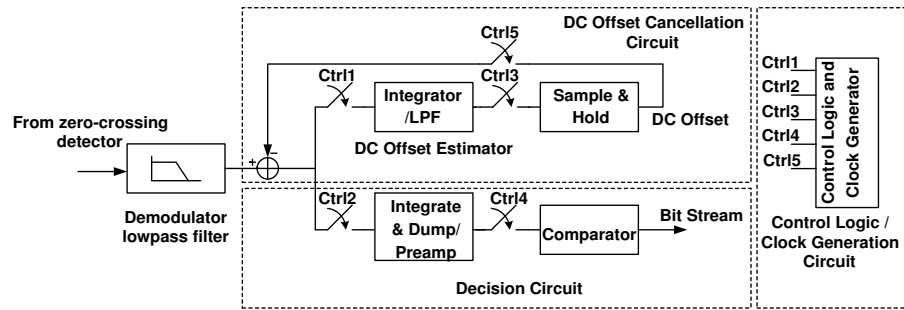 From zero-crossing
detector
Demodulator
lowpass filter
+
−
DC Offset Cancellation
Circuit
Ctrl5
Ctrl1
Integrator
/LPF
Ctrl3
Sample &
Hold
DC Offset
DC Offset Estimator
Ctrl2
Integrate
& Dump/
Preamp
Ctrl4
Comparator
Bit Stream
Decision Circuit
Ctrl1
Ctrl2
Ctrl3
Ctrl4
Ctrl5
Control Logic and
Clock Generator
Control Logic /
Clock Generation
Circuit